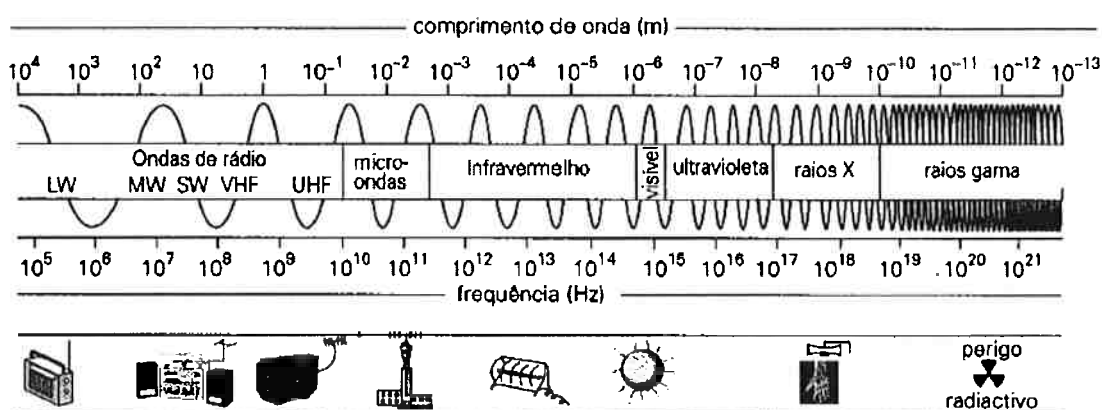 comprimento de onda (m)
10⁴ 10³ 10² 10 1 10⁻¹ 10⁻² 10⁻³ 10⁻⁴ 10⁻⁵ 10⁻⁶ 10⁻⁷ 10⁻⁸ 10⁻⁹ 10⁻¹⁰ 10⁻¹¹ 10⁻¹² 10⁻¹³
Ondas de rádio
LW MW SW VHF UHF
micro-
ondas
Infravermelho
visível
ultravioleta
raios X
raios gama
10⁵ 10⁶ 10⁷ 10⁸ 10⁹ 10¹⁰ 10¹¹ 10¹² 10¹³ 10¹⁴ 10¹⁵ 10¹⁶ 10¹⁷ 10¹⁸ 10¹⁹ 10²⁰ 10²¹
frequência (Hz)
perigo
radiactivo